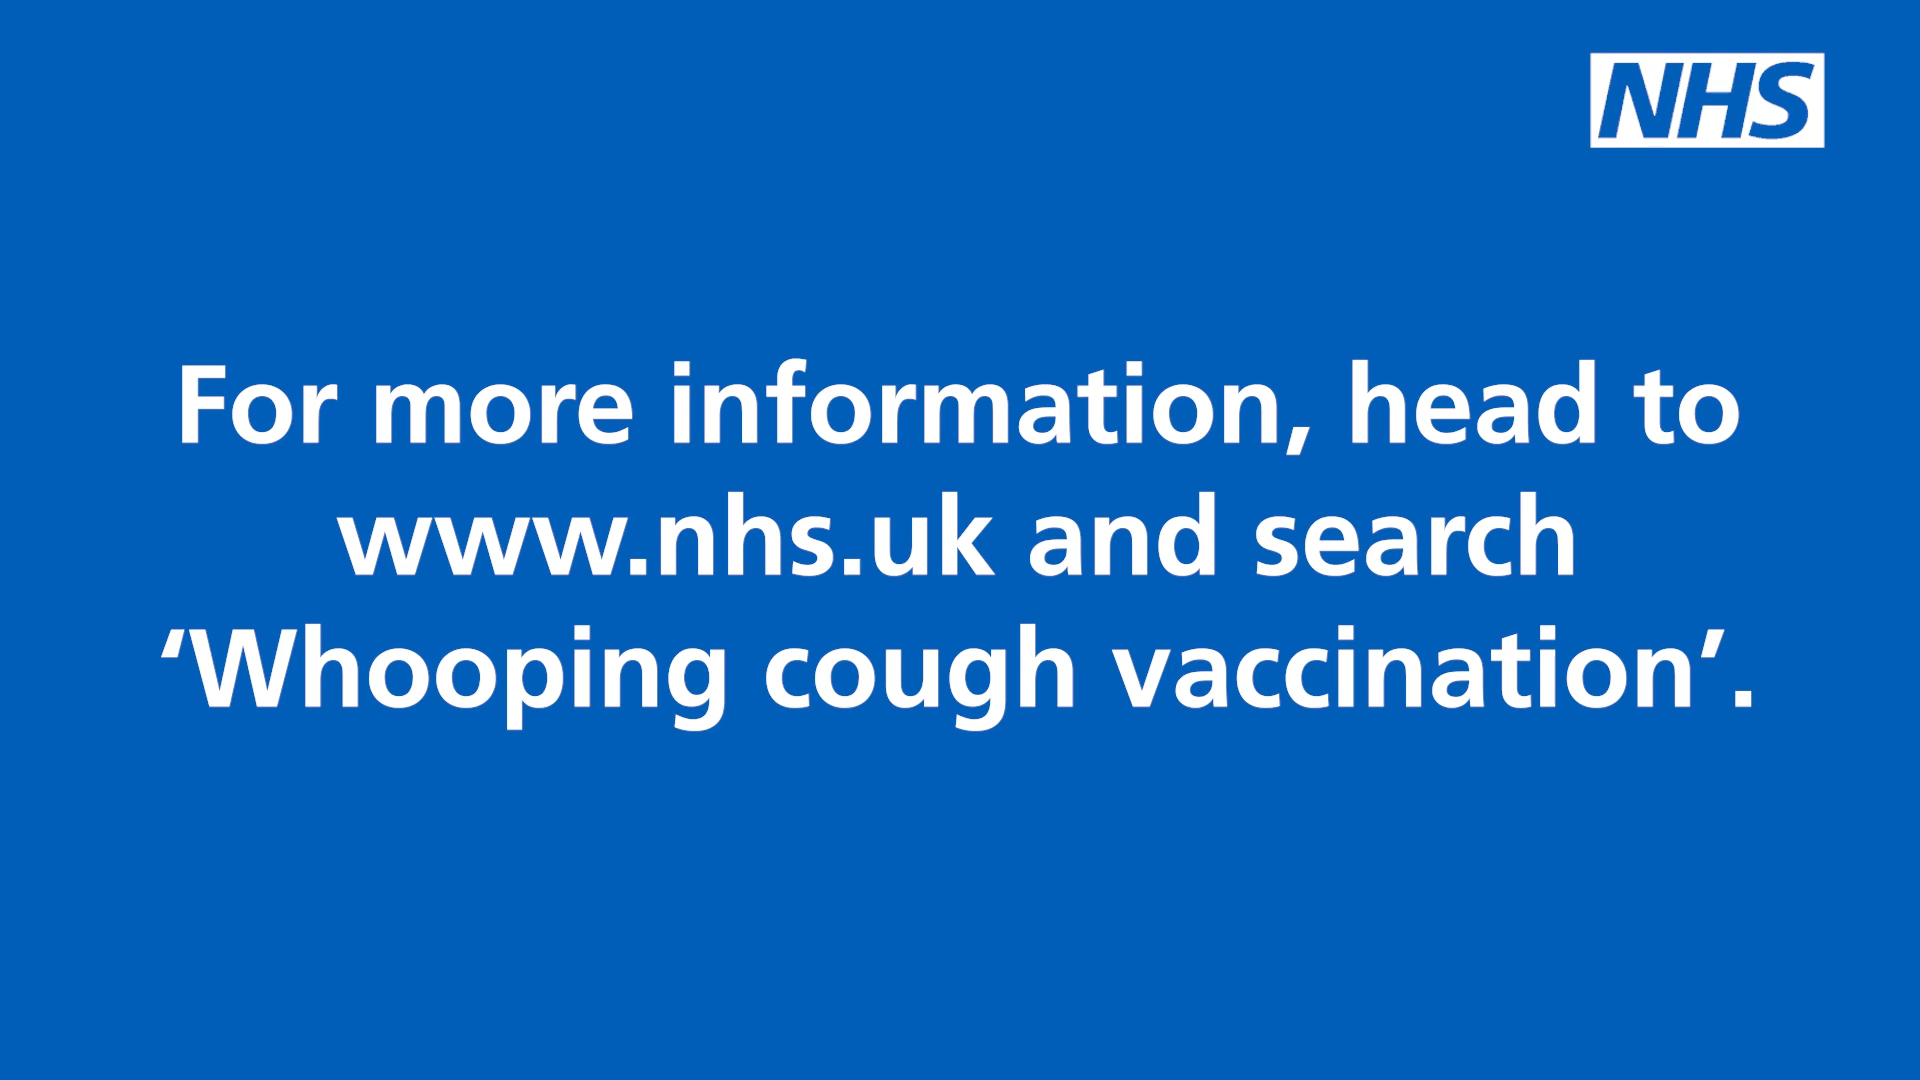 NHS
For more information, head to
www.nhs.uk and search
‘Whooping cough vaccination’.